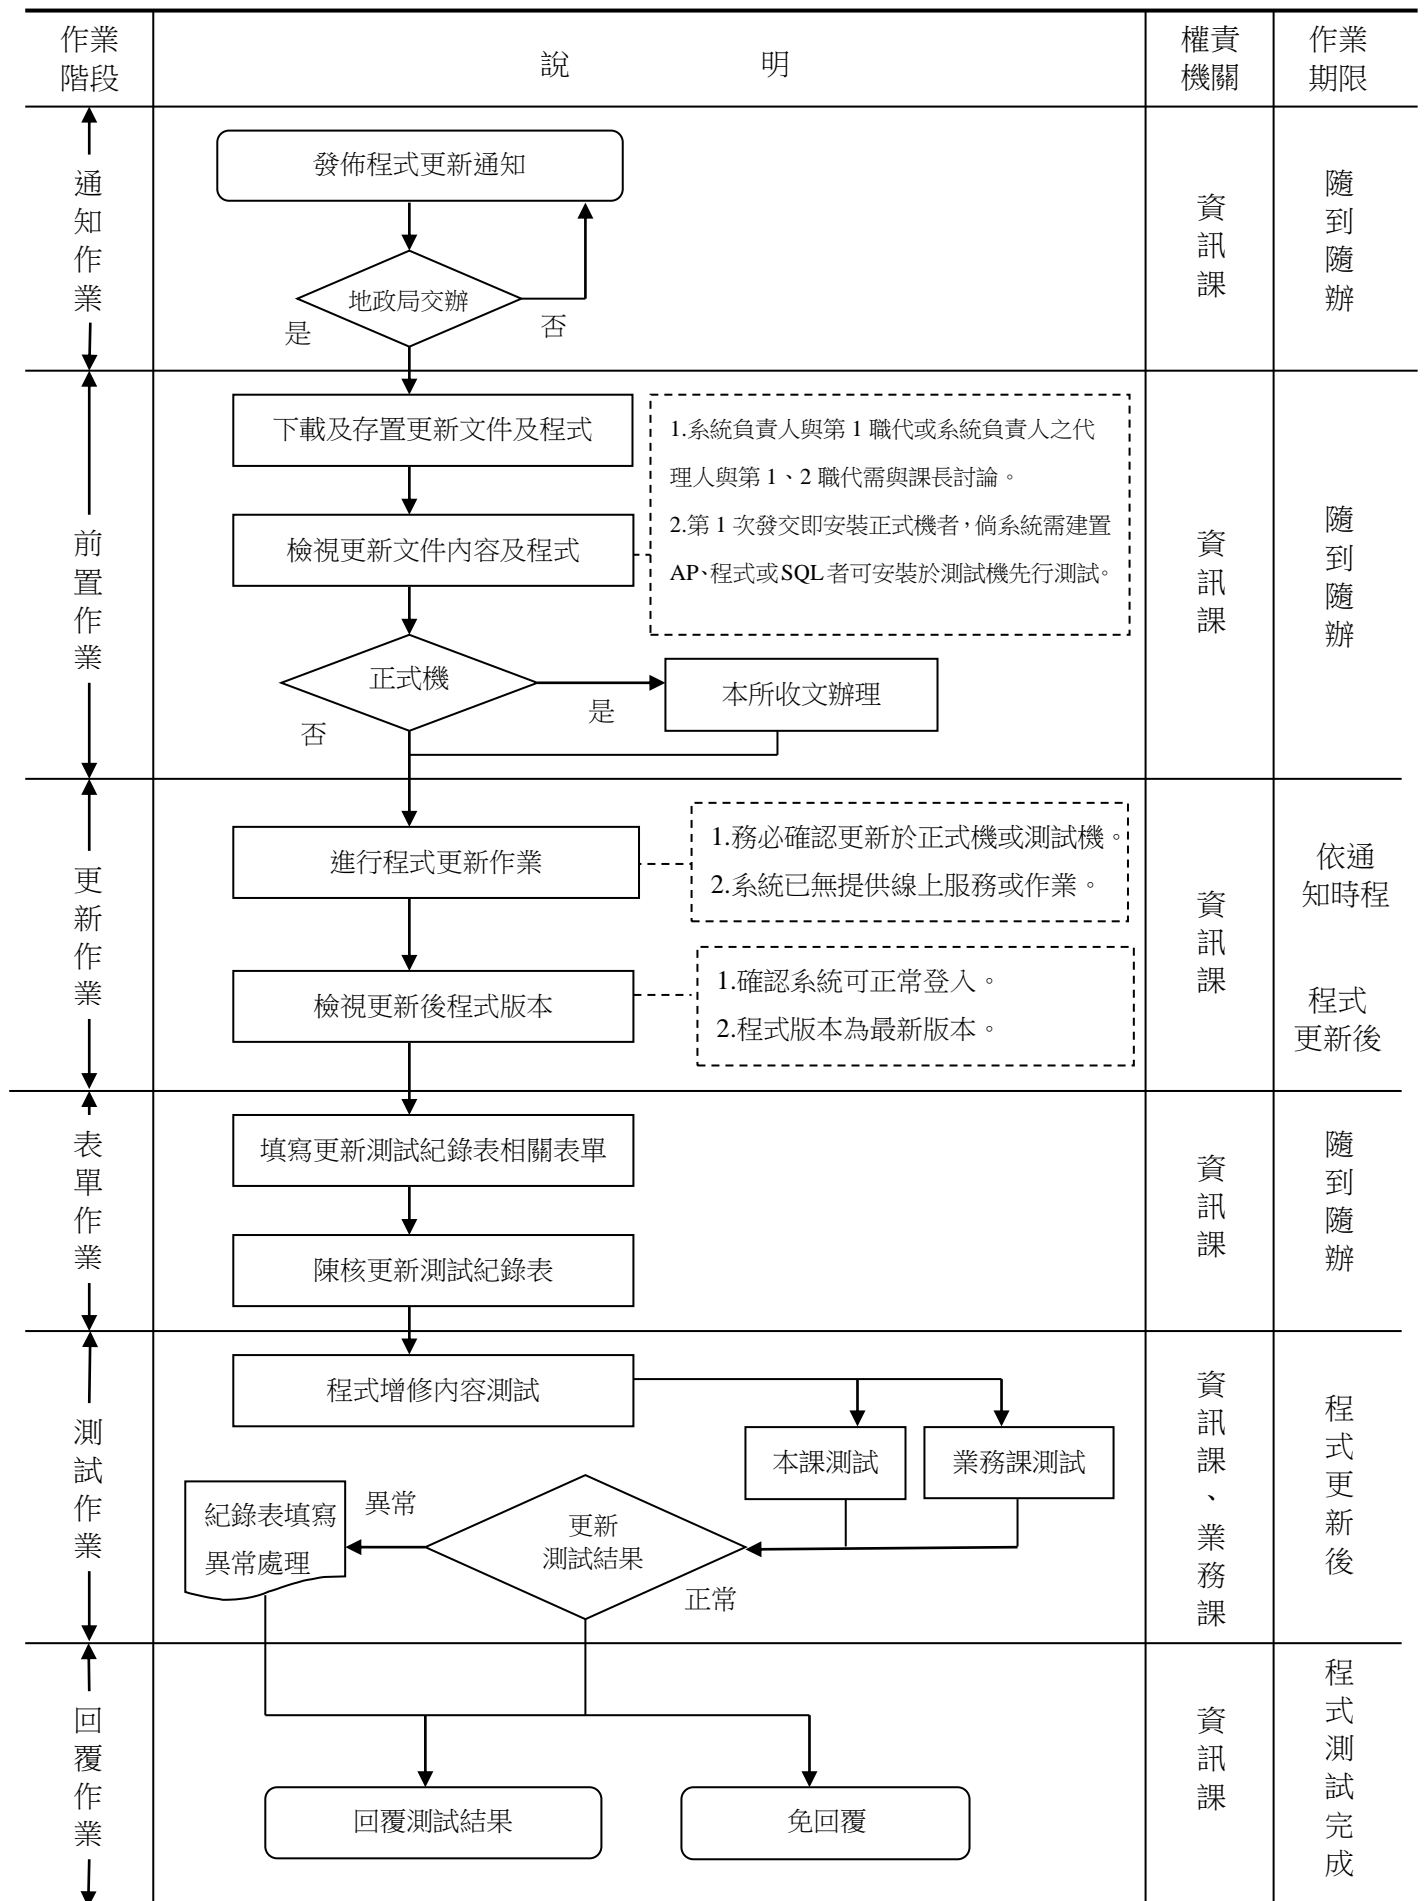 作業
階段
說 明
權責
機關
作業
期限
通知作業
發佈程式更新通知
地政局交辦
是
否
資訊課
隨到隨辦
前置作業
下載及存置更新文件及程式
檢視更新文件內容及程式
1.系統負責人與第 1 職代或系統負責人之代
理人與第 1、2 職代需與課長討論。
2.第 1 次發交即安裝正式機者，倘系統需建置
AP、程式或 SQL 者可安裝於測試機先行測試。
正式機
是
否
本所收文辦理
資訊課
隨到隨辦
更新作業
進行程式更新作業
1.務必確認更新於正式機或測試機。
2.系統已無提供線上服務或作業。
檢視更新後程式版本
1.確認系統可正常登入。
2.程式版本為最新版本。
資訊課
依通
知時程
程式
更新後
表單作業
填寫更新測試紀錄表相關表單
陳核更新測試紀錄表
資訊課
隨到隨辦
測試作業
程式增修內容測試
本課測試
業務課測試
更新
測試結果
異常
正常
紀錄表填寫
異常處理
資訊課、業務課
程式更新後
回覆作業
回覆測試結果
免回覆
資訊課
程式測試完成